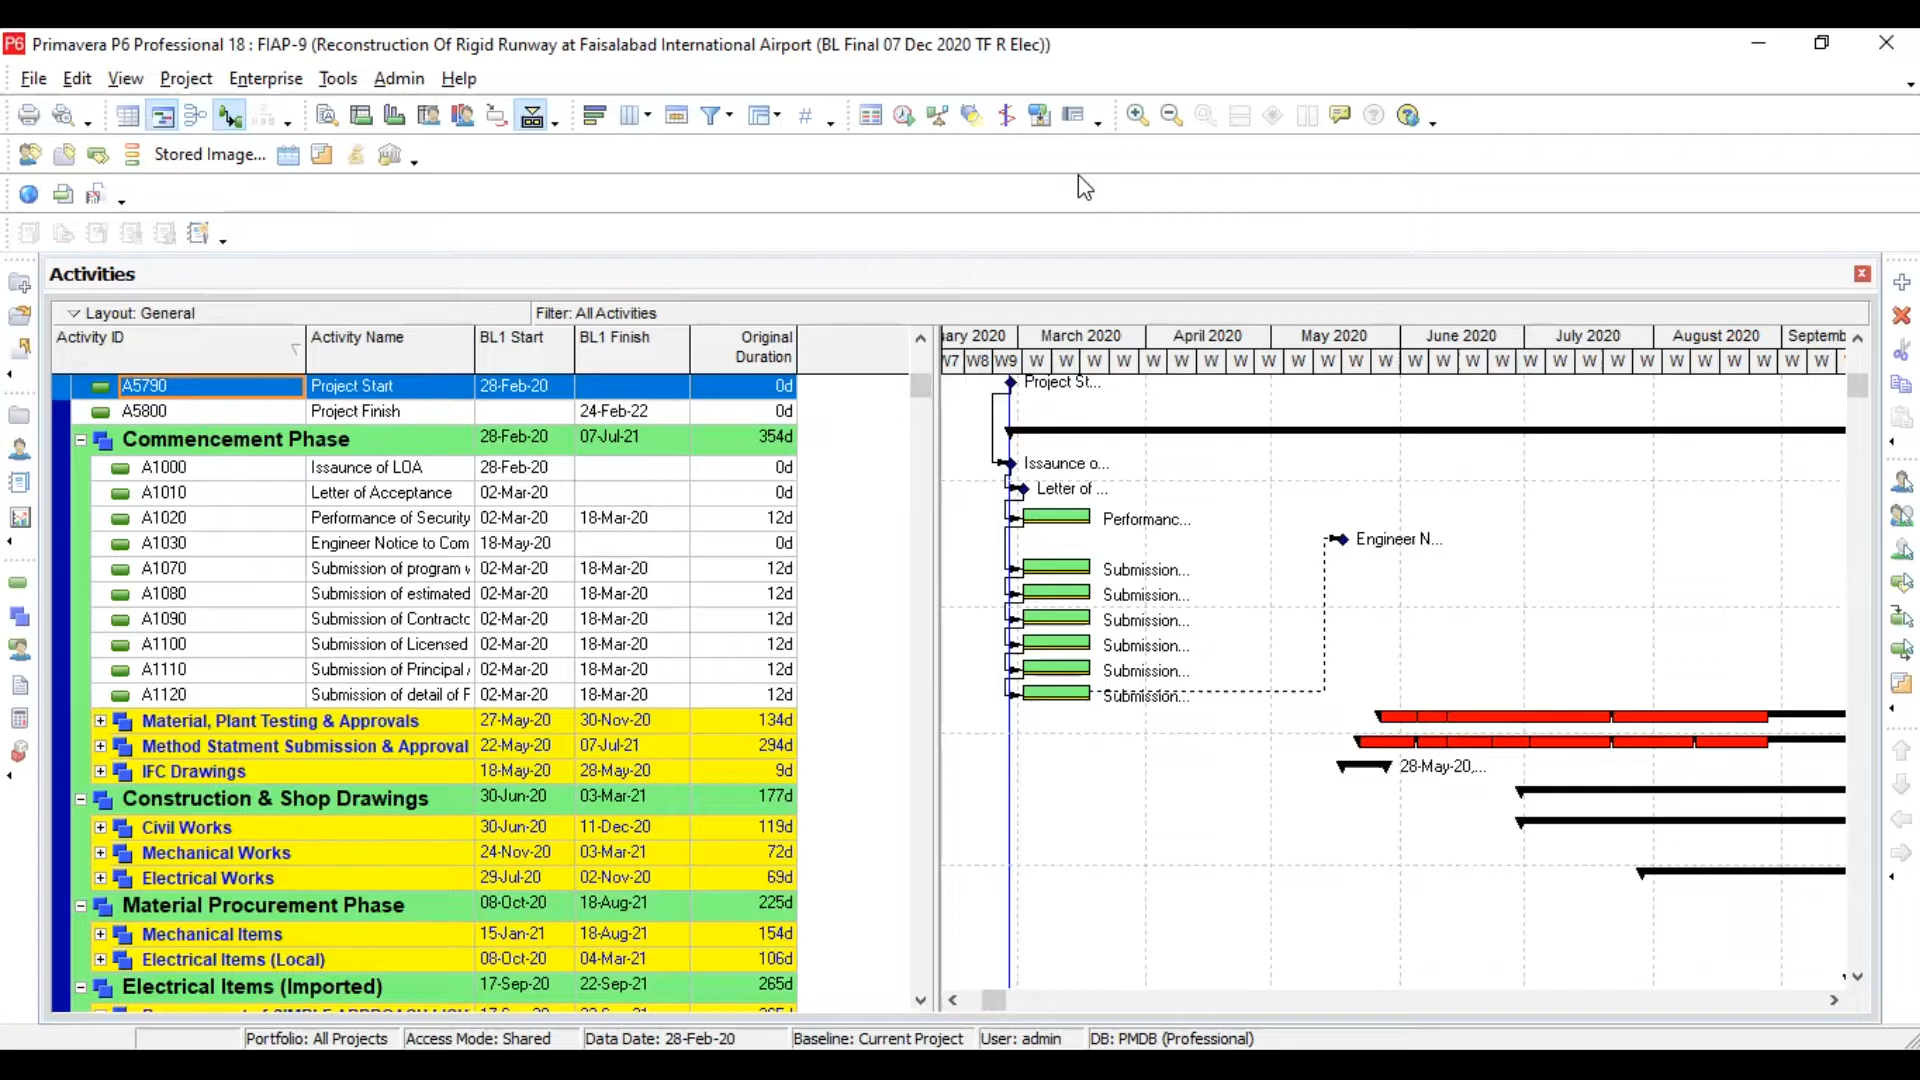 P6 Primavera P6 Professional 18 : FIAP-9 (Reconstruction Of Rigid Runway at Faisalabad International Airport (BL Final 07 Dec 2020 TF R Elec))
File Edit View Project Enterprise Tools Admin Help
Stored Image...
Activities
Layout: General Filter: All Activities
Activity ID Activity Name BL1 Start BL1 Finish Original Duration
ary 2020 March 2020 April 2020 May 2020 June 2020 July 2020 August 2020 Septemb
W7 W8 W9 W W W W W W W W W W W W W W W W W W W W W W W W W W W W
A5790 Project Start 28-Feb-20 0d Project St...
A5800 Project Finish 24-Feb-22 0d
Commencement Phase 28-Feb-20 07-Jul-21 354d
A1000 Issaunce of LOA 28-Feb-20 0d Issaunce o...
A1010 Letter of Acceptance 02-Mar-20 0d Letter of ...
A1020 Performance of Security 02-Mar-20 18-Mar-20 12d Performanc...
A1030 Engineer Notice to Com 18-May-20 0d Engineer N...
A1070 Submission of program 02-Mar-20 18-Mar-20 12d Submission...
A1080 Submission of estimated 02-Mar-20 18-Mar-20 12d Submission...
A1090 Submission of Contractc 02-Mar-20 18-Mar-20 12d Submission...
A1100 Submission of Licensed 02-Mar-20 18-Mar-20 12d Submission...
A1110 Submission of Principal 02-Mar-20 18-Mar-20 12d Submission...
A1120 Submission of detail of F 02-Mar-20 18-Mar-20 12d Submission...
Material, Plant Testing & Approvals 27-May-20 30-Nov-20 134d
Method Statment Submission & Approval 22-May-20 07-Jul-21 294d
IFC Drawings 18-May-20 28-May-20 9d 28-May-20,...
Construction & Shop Drawings 30-Jun-20 03-Mar-21 177d
Civil Works 30-Jun-20 11-Dec-20 119d
Mechanical Works 24-Nov-20 03-Mar-21 72d
Electrical Works 29-Jul-20 02-Nov-20 69d
Material Procurement Phase 08-Oct-20 18-Aug-21 225d
Mechanical Items 15-Jan-21 18-Aug-21 154d
Electrical Items (Local) 08-Oct-20 04-Mar-21 106d
Electrical Items (Imported) 17-Sep-20 22-Sep-21 265d
Portfolio: All Projects Access Mode: Shared Data Date: 28-Feb-20 Baseline: Current Project User: admin DB: PMDB (Professional)